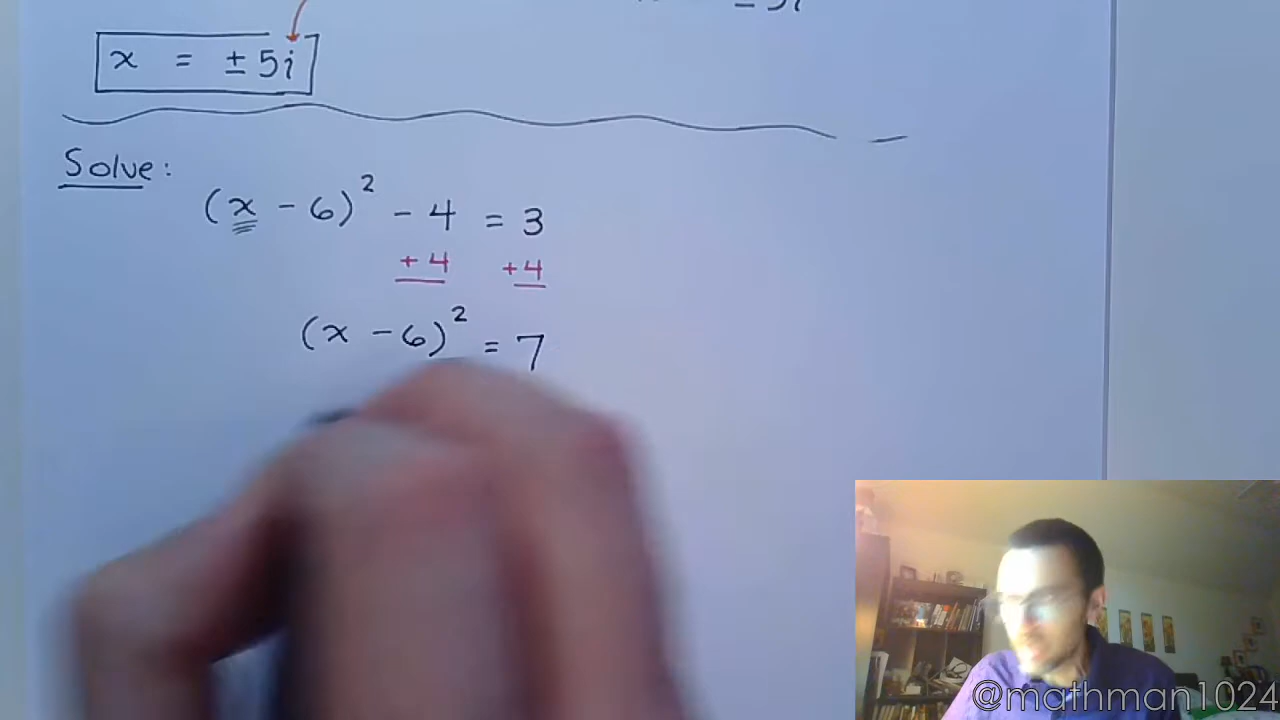 x = ± 5i
Solve:
(x - 6)² - 4 = 3
+4 +4
(x - 6)² = 7
@mathman1024